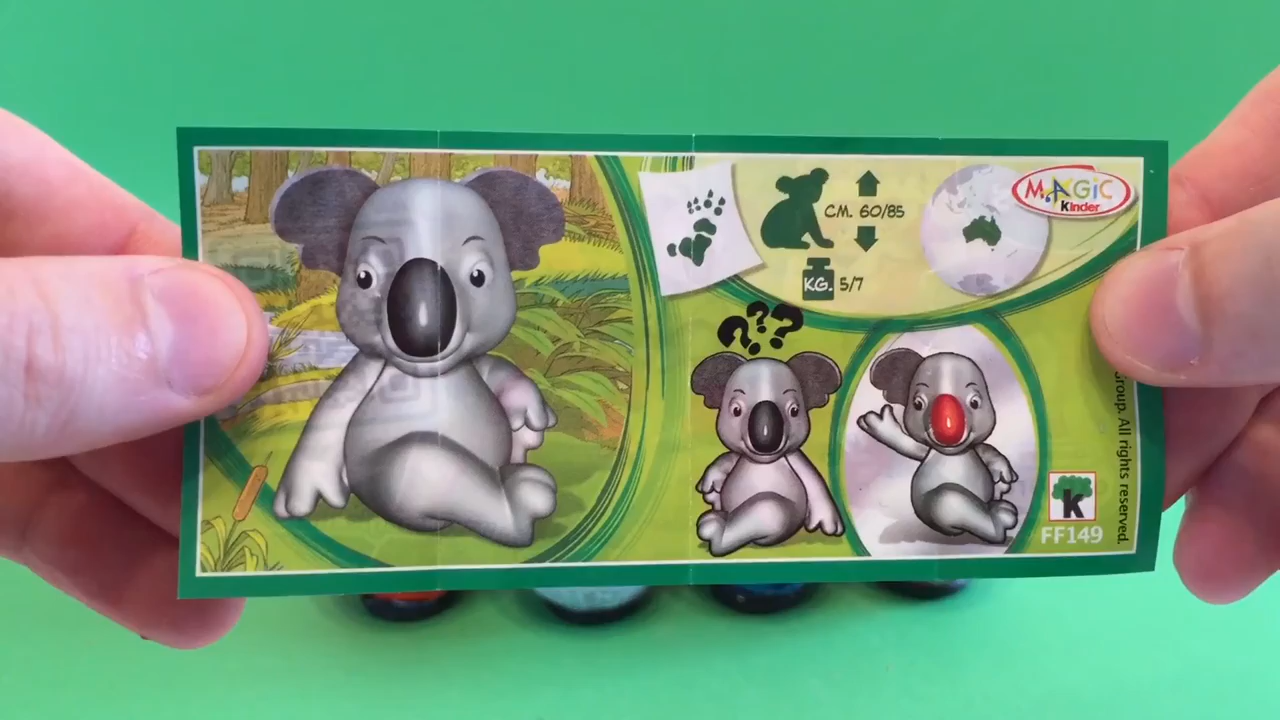 CM. 60/85
KG. 5/7
MAGiC
Kinder
????
Group. All rights reserved.
K
FF149